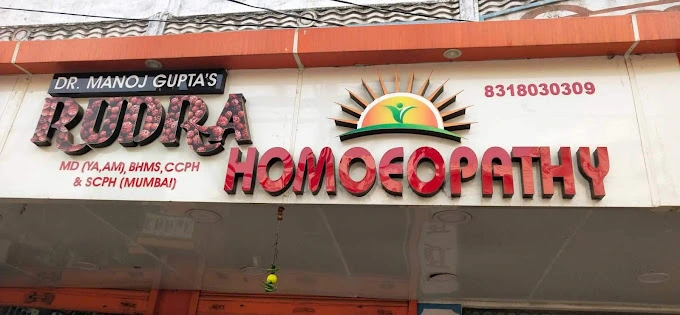 DR. MANOJ GUPTA'S
RUDRA
MD (YA,AM), BHMS, CCPH
& SCPH (MUMBAI)
HOMOEOPATHY
8318030309